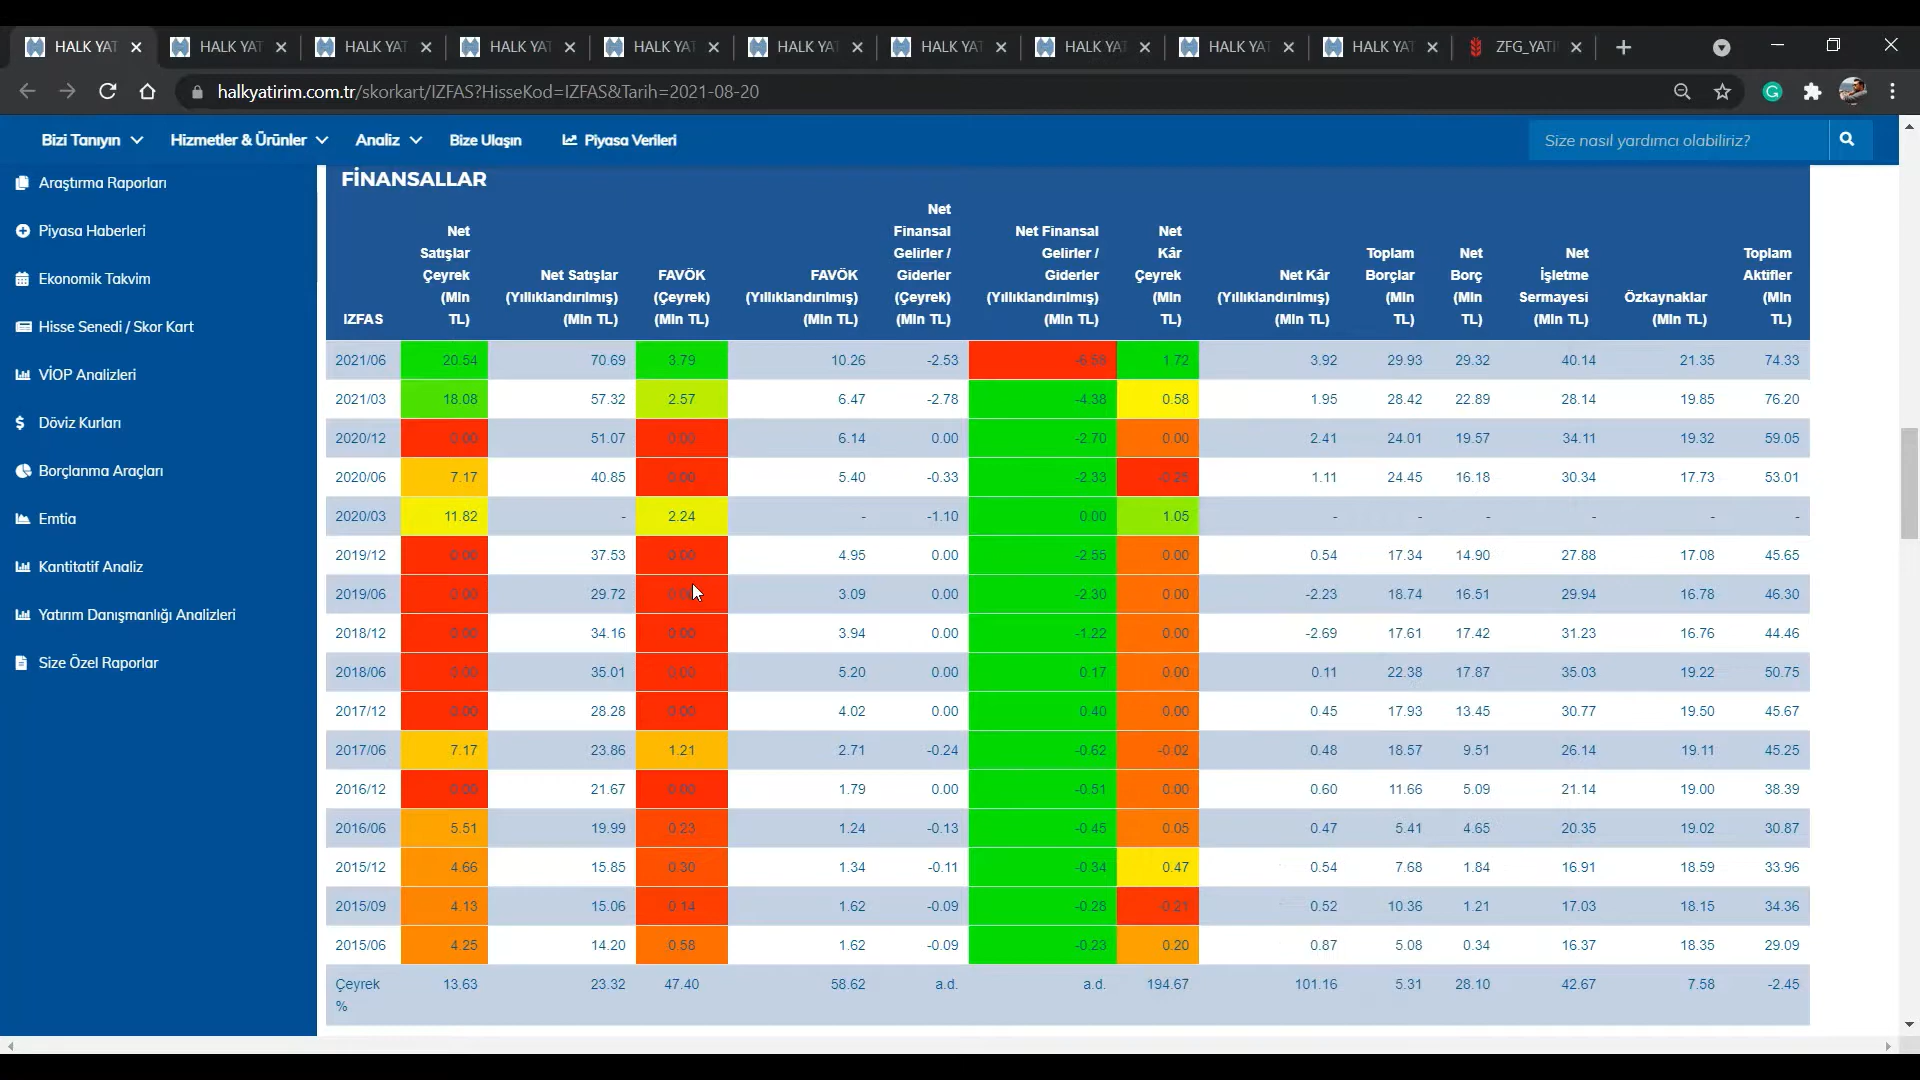 HALK YAT
HALK YAT
HALK YAT
HALK YAT
HALK YAT
HALK YAT
HALK YAT
HALK YAT
HALK YAT
HALK YAT
ZFG_YATI
halkyatirim.com.tr/skorkart/IZFAS?HisseKod=IZFAS&Tarih=2021-08-20
Bizi Tanıyın Hizmetler & Ürünler Analiz Bize Ulaşın Piyasa Verileri Size nasıl yardımcı olabiliriz?
Araştırma Raporları
Piyasa Haberleri
Ekonomik Takvim
Hisse Senedi / Skor Kart
VİOP Analizleri
Döviz Kurları
Borçlanma Araçları
Emtia
Kantitatif Analiz
Yatırım Danışmanlığı Analizleri
Size Özel Raporlar
FİNANSALLAR
IZFAS
Net
Satışlar
Çeyrek
(Mln
TL)
Net Satışlar
(Yıllıklandırılmış)
(Mln TL)
FAVÖK
(Çeyrek)
(Mln TL)
FAVÖK
(Yıllıklandırılmış)
(Mln TL)
Net
Finansal
Gelirler /
Giderler
(Çeyrek)
(Mln TL)
Net Finansal
Gelirler /
Giderler
(Yıllıklandırılmış)
(Mln TL)
Net
Kâr
Çeyrek
(Mln
TL)
Net Kâr
(Yıllıklandırılmış)
(Mln TL)
Toplam
Borçlar
(Mln
TL)
Net
Borç
(Mln
TL)
Net
İşletme
Sermayesi
(Mln TL)
Özkaynaklar
(Mln TL)
Toplam
Aktifler
(Mln
TL)
2021/06 20.54 70.69 3.79 10.26 -2.53 -6.58 1.72 3.92 29.93 29.32 40.14 21.35 74.33
2021/03 18.08 57.32 2.57 6.47 -2.78 -4.38 0.58 1.95 28.42 22.89 28.14 19.85 76.20
2020/12 0.00 51.07 0.00 6.14 0.00 -2.70 0.00 2.41 24.01 19.57 34.11 19.32 59.05
2020/06 7.17 40.85 0.00 5.40 -0.33 -2.33 -0.25 1.11 24.45 16.18 30.34 17.73 53.01
2020/03 11.82 - 2.24 - -1.10 0.00 1.05 - - - - - -
2019/12 0.00 37.53 0.00 4.95 0.00 -2.55 0.00 0.54 17.34 14.90 27.88 17.08 45.65
2019/06 0.00 29.72 3.09 0.00 -2.30 0.00 -2.23 18.74 16.51 29.94 16.78 46.30
2018/12 0.00 34.16 0.00 3.94 0.00 -1.22 0.00 -2.69 17.61 17.42 31.23 16.76 44.46
2018/06 0.00 35.01 0.00 5.20 0.00 0.17 0.00 0.11 22.38 17.87 35.03 19.22 50.75
2017/12 0.00 28.28 0.00 4.02 0.00 0.40 0.00 0.45 17.93 13.45 30.77 19.50 45.67
2017/06 7.17 23.86 1.21 2.71 -0.24 -0.62 -0.02 0.48 18.57 9.51 26.14 19.11 45.25
2016/12 0.00 21.67 0.00 1.79 0.00 -0.51 0.00 0.60 11.66 5.09 21.14 19.00 38.39
2016/06 5.51 19.99 0.23 1.24 -0.13 -0.45 0.05 0.47 5.41 4.65 20.35 19.02 30.87
2015/12 4.66 15.85 0.30 1.34 -0.11 -0.34 0.47 0.54 7.68 1.84 16.91 18.59 33.96
2015/09 4.13 15.06 0.14 1.62 -0.09 -0.28 -0.21 0.52 10.36 1.21 17.03 18.15 34.36
2015/06 4.25 14.20 0.58 1.62 -0.09 -0.23 0.20 0.87 5.08 0.34 16.37 18.35 29.09
Çeyrek 13.63 23.32 47.40 58.62 a.d. a.d. 194.67 101.16 5.31 28.10 42.67 7.58 -2.45
%